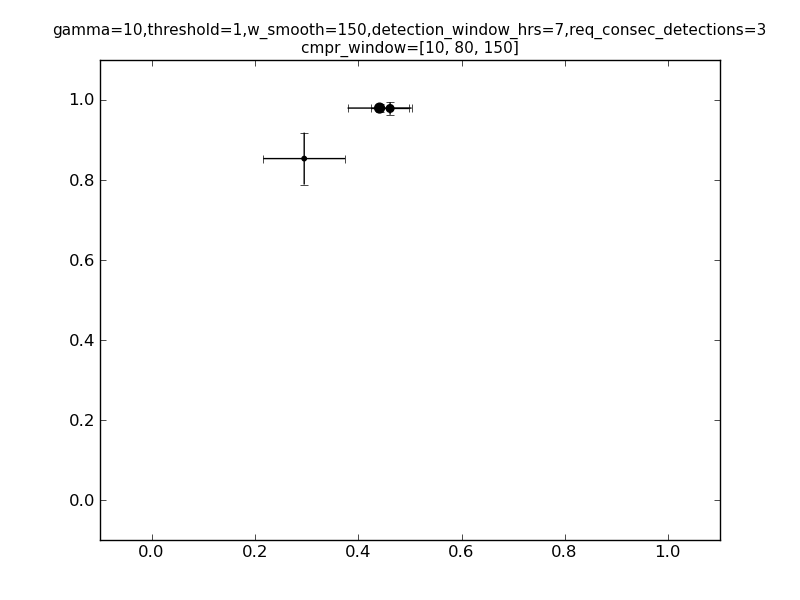 gamma=10,threshold=1,w_smooth=150,detection_window_hrs=7,req_consec_detections=3
cmpr_window=[10, 80, 150]
1.0
0.8
0.6
0.4
0.2
0.0
0.0 0.2 0.4 0.6 0.8 1.0